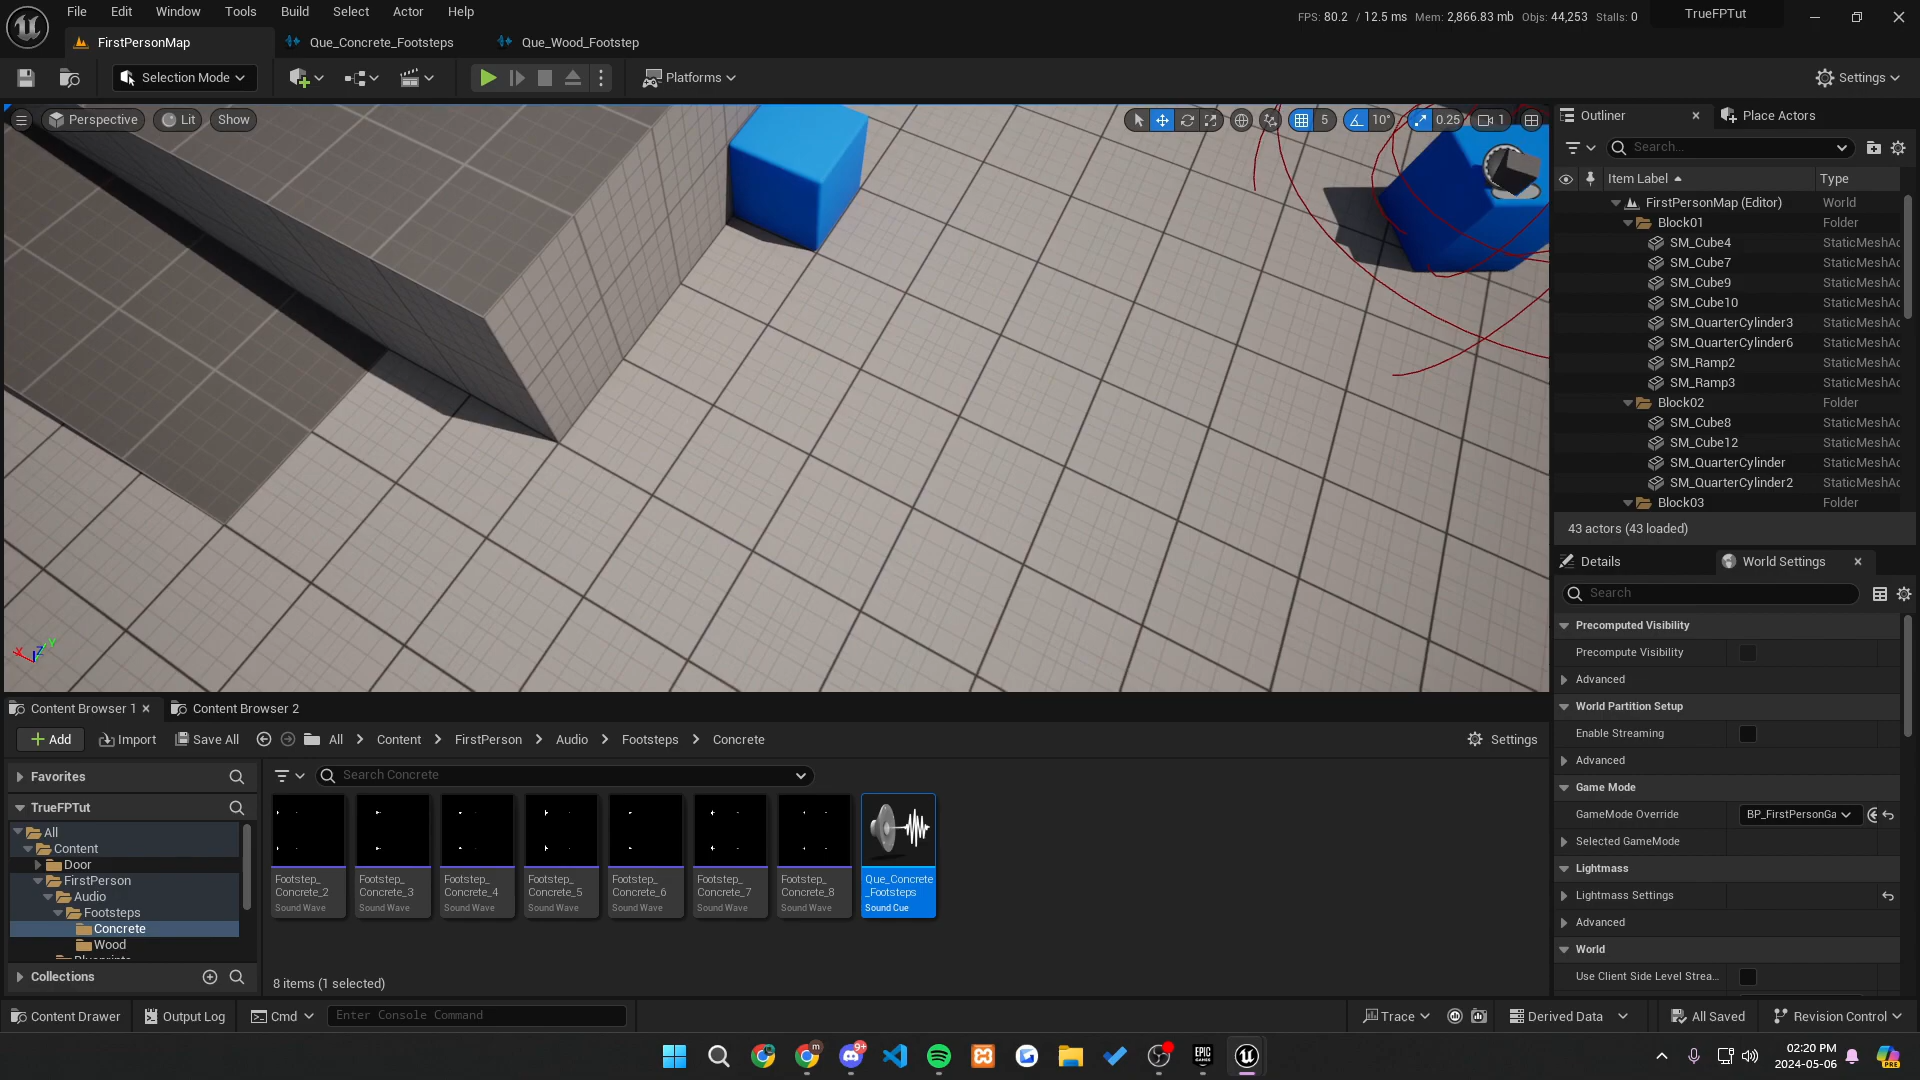 File Edit Window Tools Build Select Actor Help
FPS: 80.2 / 12.5 ms Mem: 2,866.83 mb Objs: 44,253 Stalls: 0
TrueFPTut
FirstPersonMap
Que_Concrete_Footsteps
Que_Wood_Footstep
Selection Mode
Platforms
Settings
Perspective
Lit
Show
5
10°
0.25
1
Outliner
Place Actors
Search...
Item Label
Type
FirstPersonMap (Editor) World
Block01 Folder
SM_Cube4 StaticMeshAc
SM_Cube7 StaticMeshAc
SM_Cube9 StaticMeshAc
SM_Cube10 StaticMeshAc
SM_QuarterCylinder3 StaticMeshAc
SM_QuarterCylinder6 StaticMeshAc
SM_Ramp2 StaticMeshAc
SM_Ramp3 StaticMeshAc
Block02 Folder
SM_Cube8 StaticMeshAc
SM_Cube12 StaticMeshAc
SM_QuarterCylinder StaticMeshAc
SM_QuarterCylinder2 StaticMeshAc
Block03 Folder
43 actors (43 loaded)
Details
World Settings
Search
Precomputed Visibility
Precompute Visibility
Advanced
World Partition Setup
Enable Streaming
Advanced
Game Mode
GameMode Override BP_FirstPersonGa
Selected GameMode
Lightmass
Lightmass Settings
Advanced
World
Use Client Side Level Strea...
X Z Y
Content Browser 1
Content Browser 2
Add
Import
Save All
All > Content > FirstPerson > Audio > Footsteps > Concrete
Settings
Favorites
TrueFPTut
All
Content
Door
FirstPerson
Audio
Footsteps
Concrete
Wood
Blueprints
Collections
Search Concrete
Footstep_
Concrete_2
Sound Wave
Footstep_
Concrete_3
Sound Wave
Footstep_
Concrete_4
Sound Wave
Footstep_
Concrete_5
Sound Wave
Footstep_
Concrete_6
Sound Wave
Footstep_
Concrete_7
Sound Wave
Footstep_
Concrete_8
Sound Wave
Que_Concrete
_Footsteps
Sound Cue
8 items (1 selected)
Content Drawer
Output Log
Cmd
Enter Console Command
Trace
Derived Data
All Saved
Revision Control
m
9+
EPIC
GAMES
02:20 PM
2024-05-06
PRE